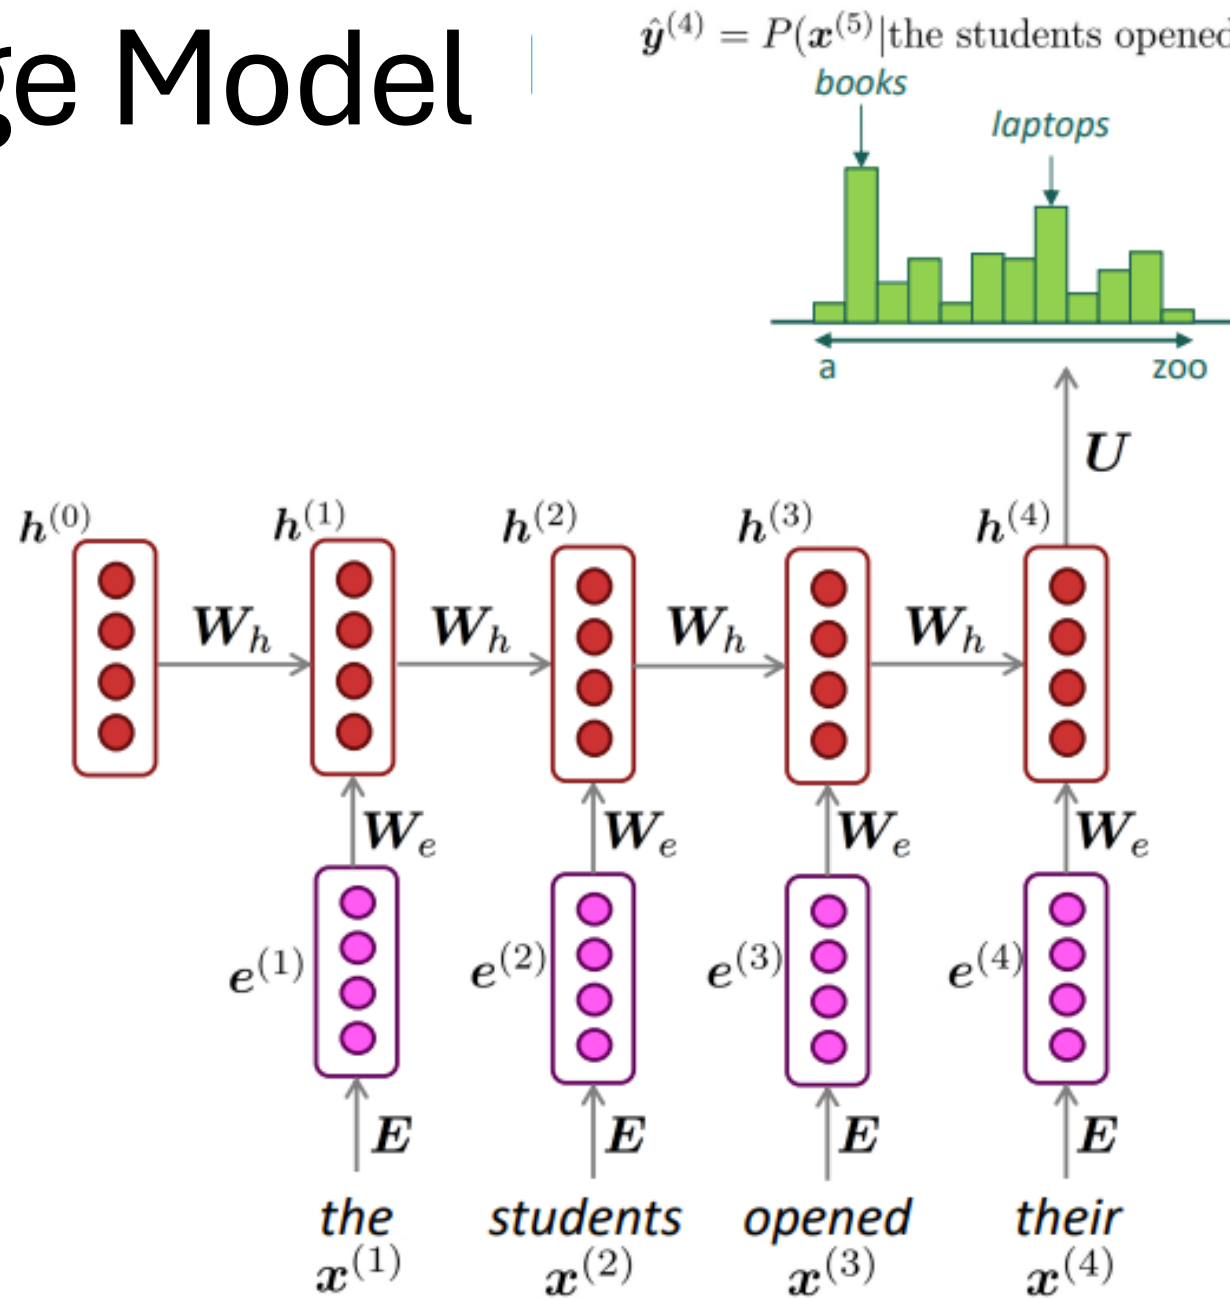 ge Model
ŷ^(4) = P(x^(5)|the students opened
books
laptops
a zoo
U
h^(0) h^(1) h^(2) h^(3) h^(4)
W_h W_h W_h W_h
W_e W_e W_e W_e
e^(1) e^(2) e^(3) e^(4)
E E E E
the students opened their
x^(1) x^(2) x^(3) x^(4)